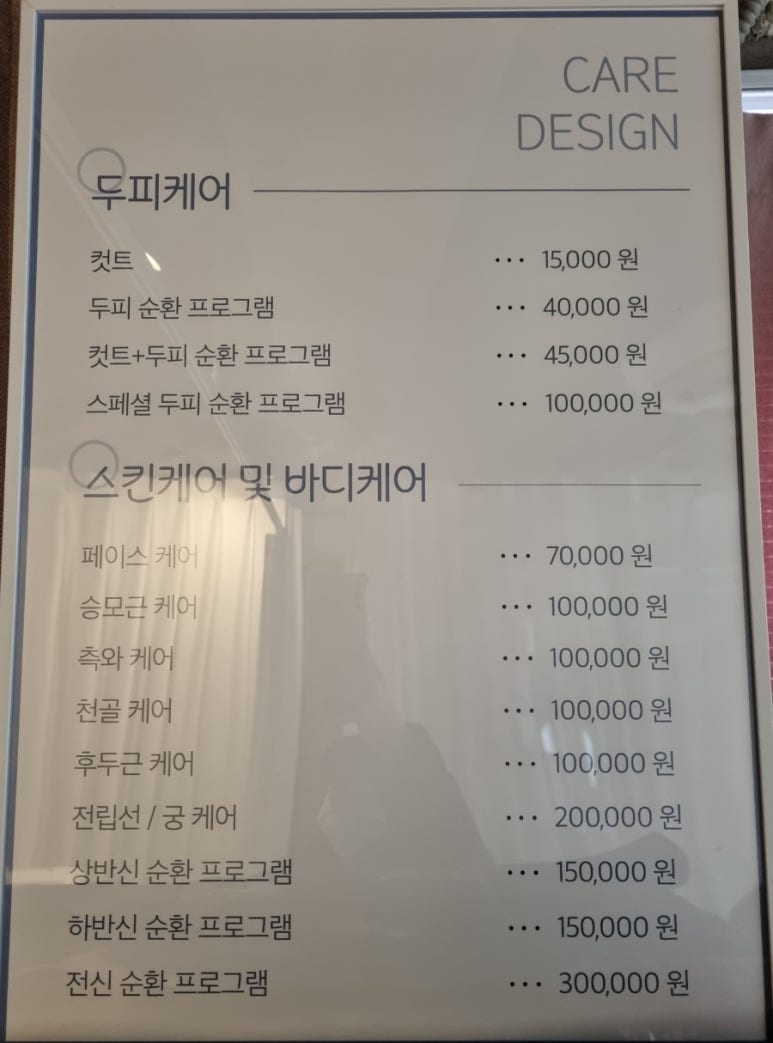 CARE
DESIGN
두피케어
컷트 ··· 15,000 원
두피 순환 프로그램 ··· 40,000 원
컷트+두피 순환 프로그램 ··· 45,000 원
스페셜 두피 순환 프로그램 ··· 100,000 원
스킨케어 및 바디케어
페이스 케어 ··· 70,000 원
승모근 케어 ··· 100,000 원
측와 케어 ··· 100,000 원
천골 케어 ··· 100,000 원
후두근 케어 ··· 100,000 원
전립선 / 궁 케어 ··· 200,000 원
상반신 순환 프로그램 ··· 150,000 원
하반신 순환 프로그램 ··· 150,000 원
전신 순환 프로그램 ··· 300,000 원